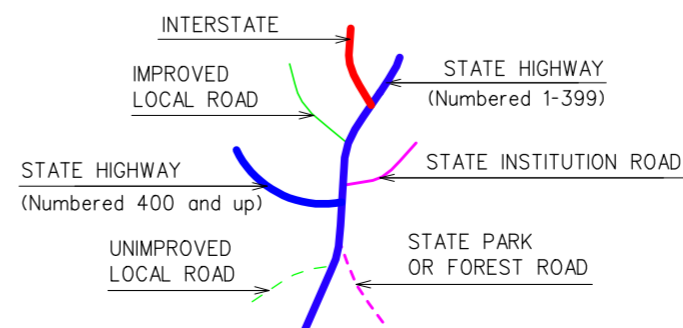 INTERSTATE
IMPROVED
LOCAL ROAD
STATE HIGHWAY
(Numbered 1-399)
STATE HIGHWAY
(Numbered 400 and up)
STATE INSTITUTION ROAD
UNIMPROVED
LOCAL ROAD
STATE PARK
OR FOREST ROAD